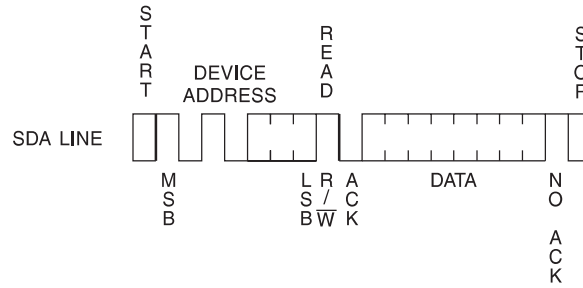 START
DEVICE
ADDRESS
READ
STOP
SDA LINE
MSB
LSB
R/W
ACK
DATA
NO ACK